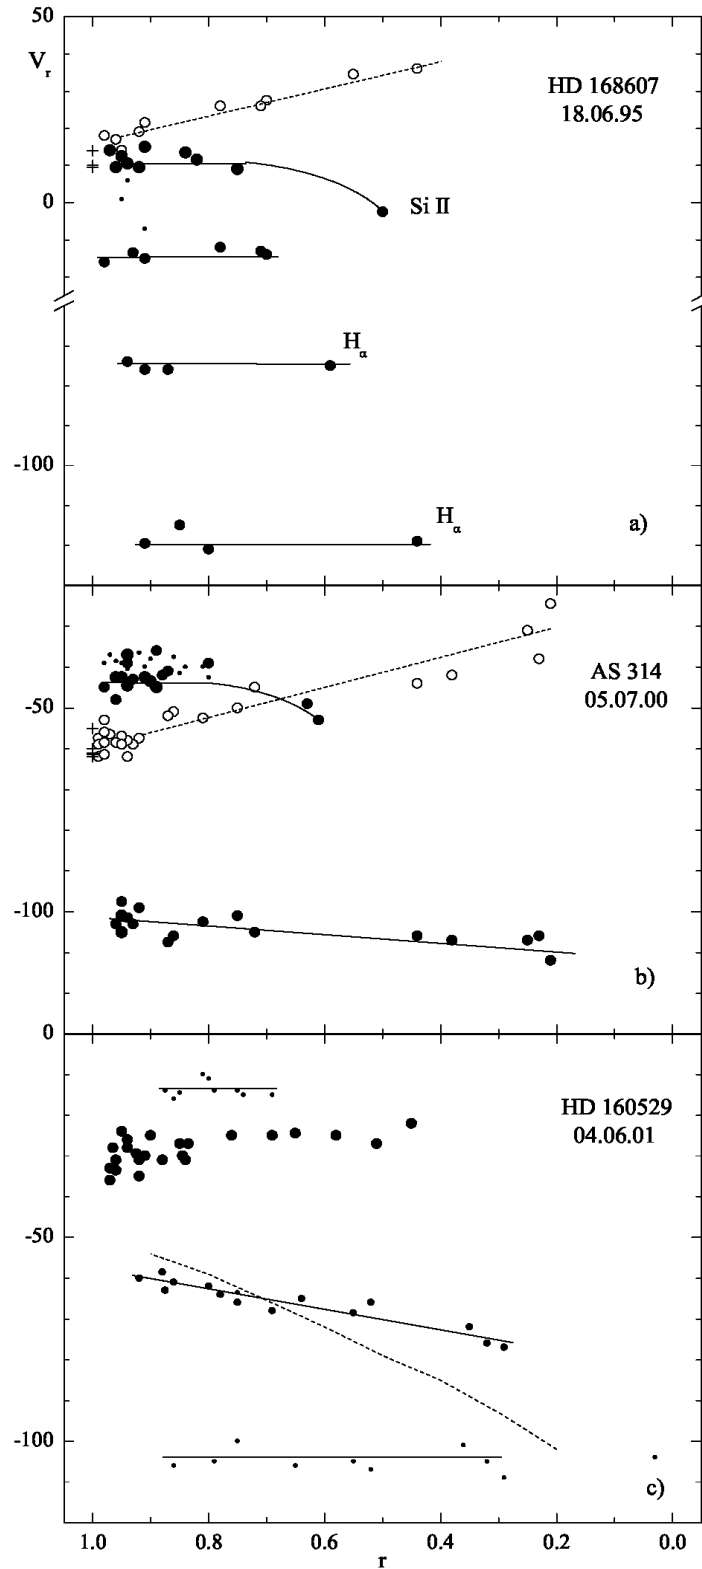 50
V_r
HD 168607
18.06.95
0
Si II
H_α
-100
H_α
a)
AS 314
05.07.00
-50
-100
b)
0
HD 160529
04.06.01
-50
-100
c)
1.0 0.8 0.6 0.4 0.2 0.0
r